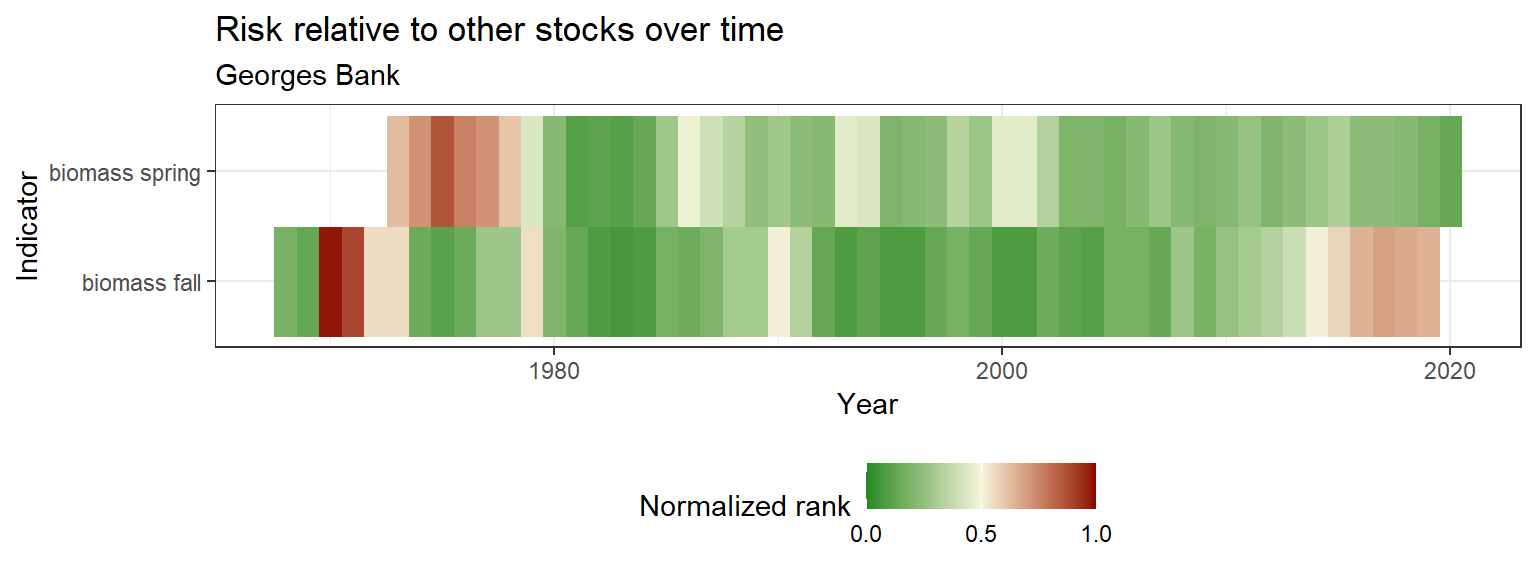 Risk relative to other stocks over time
Georges Bank
Indicator
biomass spring
biomass fall
1980 2000 2020
Year
Normalized rank
0.0 0.5 1.0